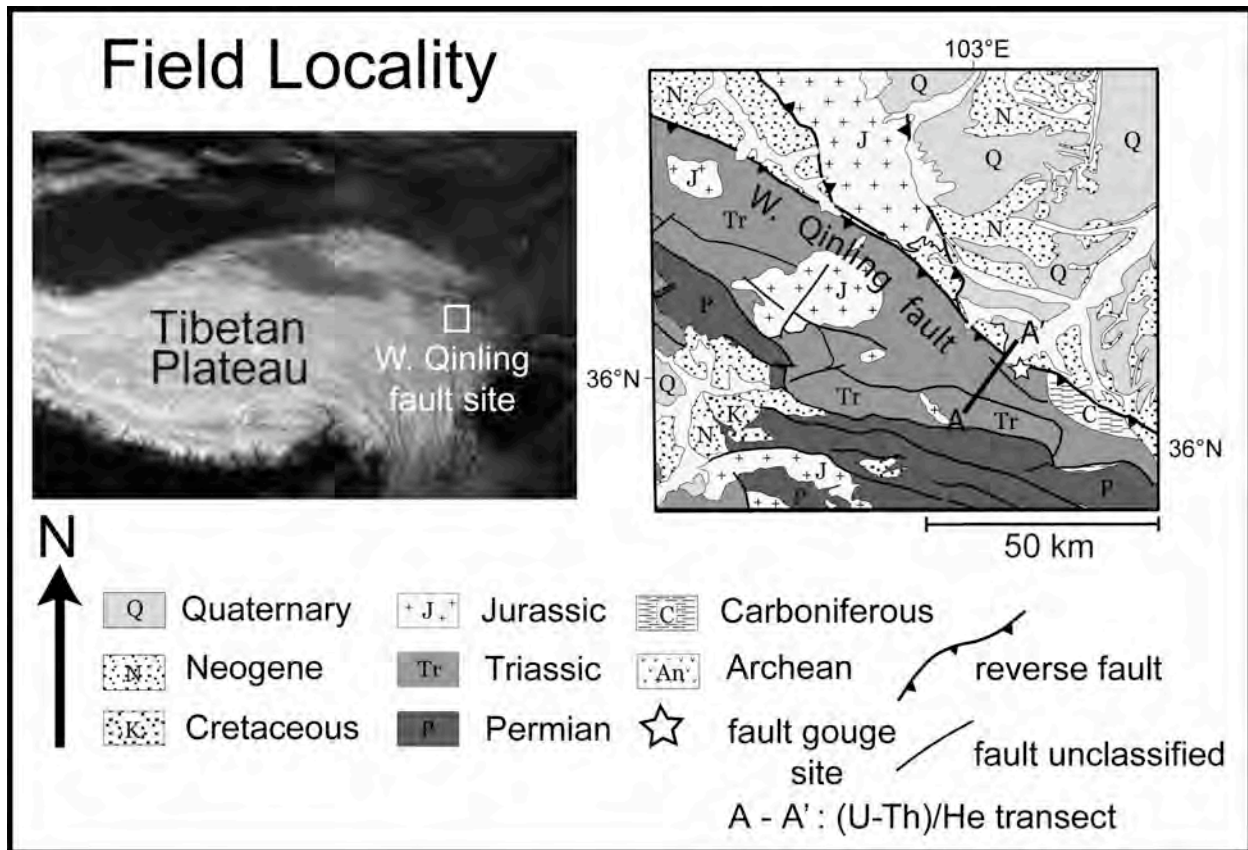 Field Locality
Tibetan
Plateau
W. Qinling
fault site
103°E
Q
N
N
J
Q
Q
J
Tr
N
W. Qinling fault
Q
J
P
A'
36°N
Q
Tr
C
K
A
Tr
N
36°N
J
P
P
50 km
N
Q Quaternary
J Jurassic
C Carboniferous
N Neogene
Tr Triassic
An Archean
reverse fault
K Cretaceous
P Permian
fault gouge
site
fault unclassified
A - A' : (U-Th)/He transect